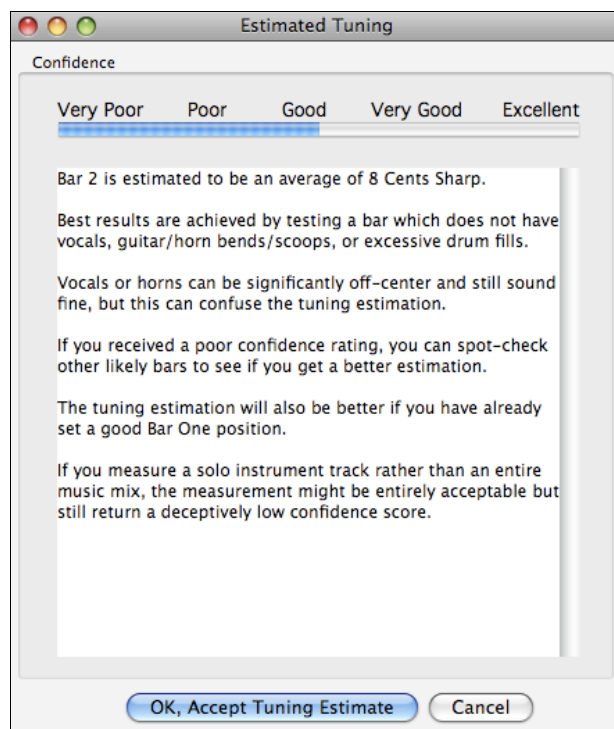 Estimated Tuning
Confidence
Very Poor Poor Good Very Good Excellent
Bar 2 is estimated to be an average of 8 Cents Sharp.
Best results are achieved by testing a bar which does not have
vocals, guitar/horn bends/scoops, or excessive drum fills.
Vocals or horns can be significantly off-center and still sound
fine, but this can confuse the tuning estimation.
If you received a poor confidence rating, you can spot-check
other likely bars to see if you get a better estimation.
The tuning estimation will also be better if you have already
set a good Bar One position.
If you measure a solo instrument track rather than an entire
music mix, the measurement might be entirely acceptable but
still return a deceptively low confidence score.
OK, Accept Tuning Estimate Cancel